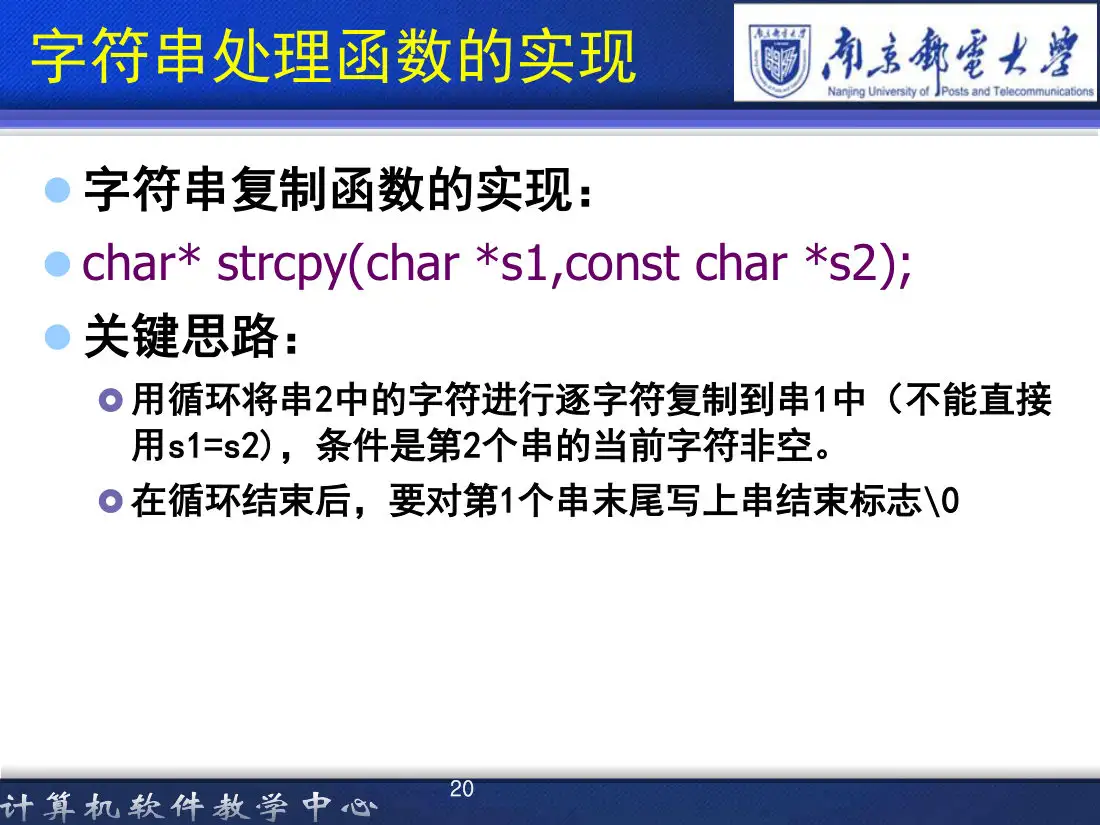 字符串处理函数的实现
南京邮电大学
Nanjing University of Posts and Telecommunications
字符串复制函数的实现：
char* strcpy(char *s1,const char *s2);
关键思路：
用循环将串2中的字符进行逐字符复制到串1中（不能直接
用s1=s2)，条件是第2个串的当前字符非空。
在循环结束后，要对第1个串末尾写上串结束标志\0
20
计算机软件教学中心